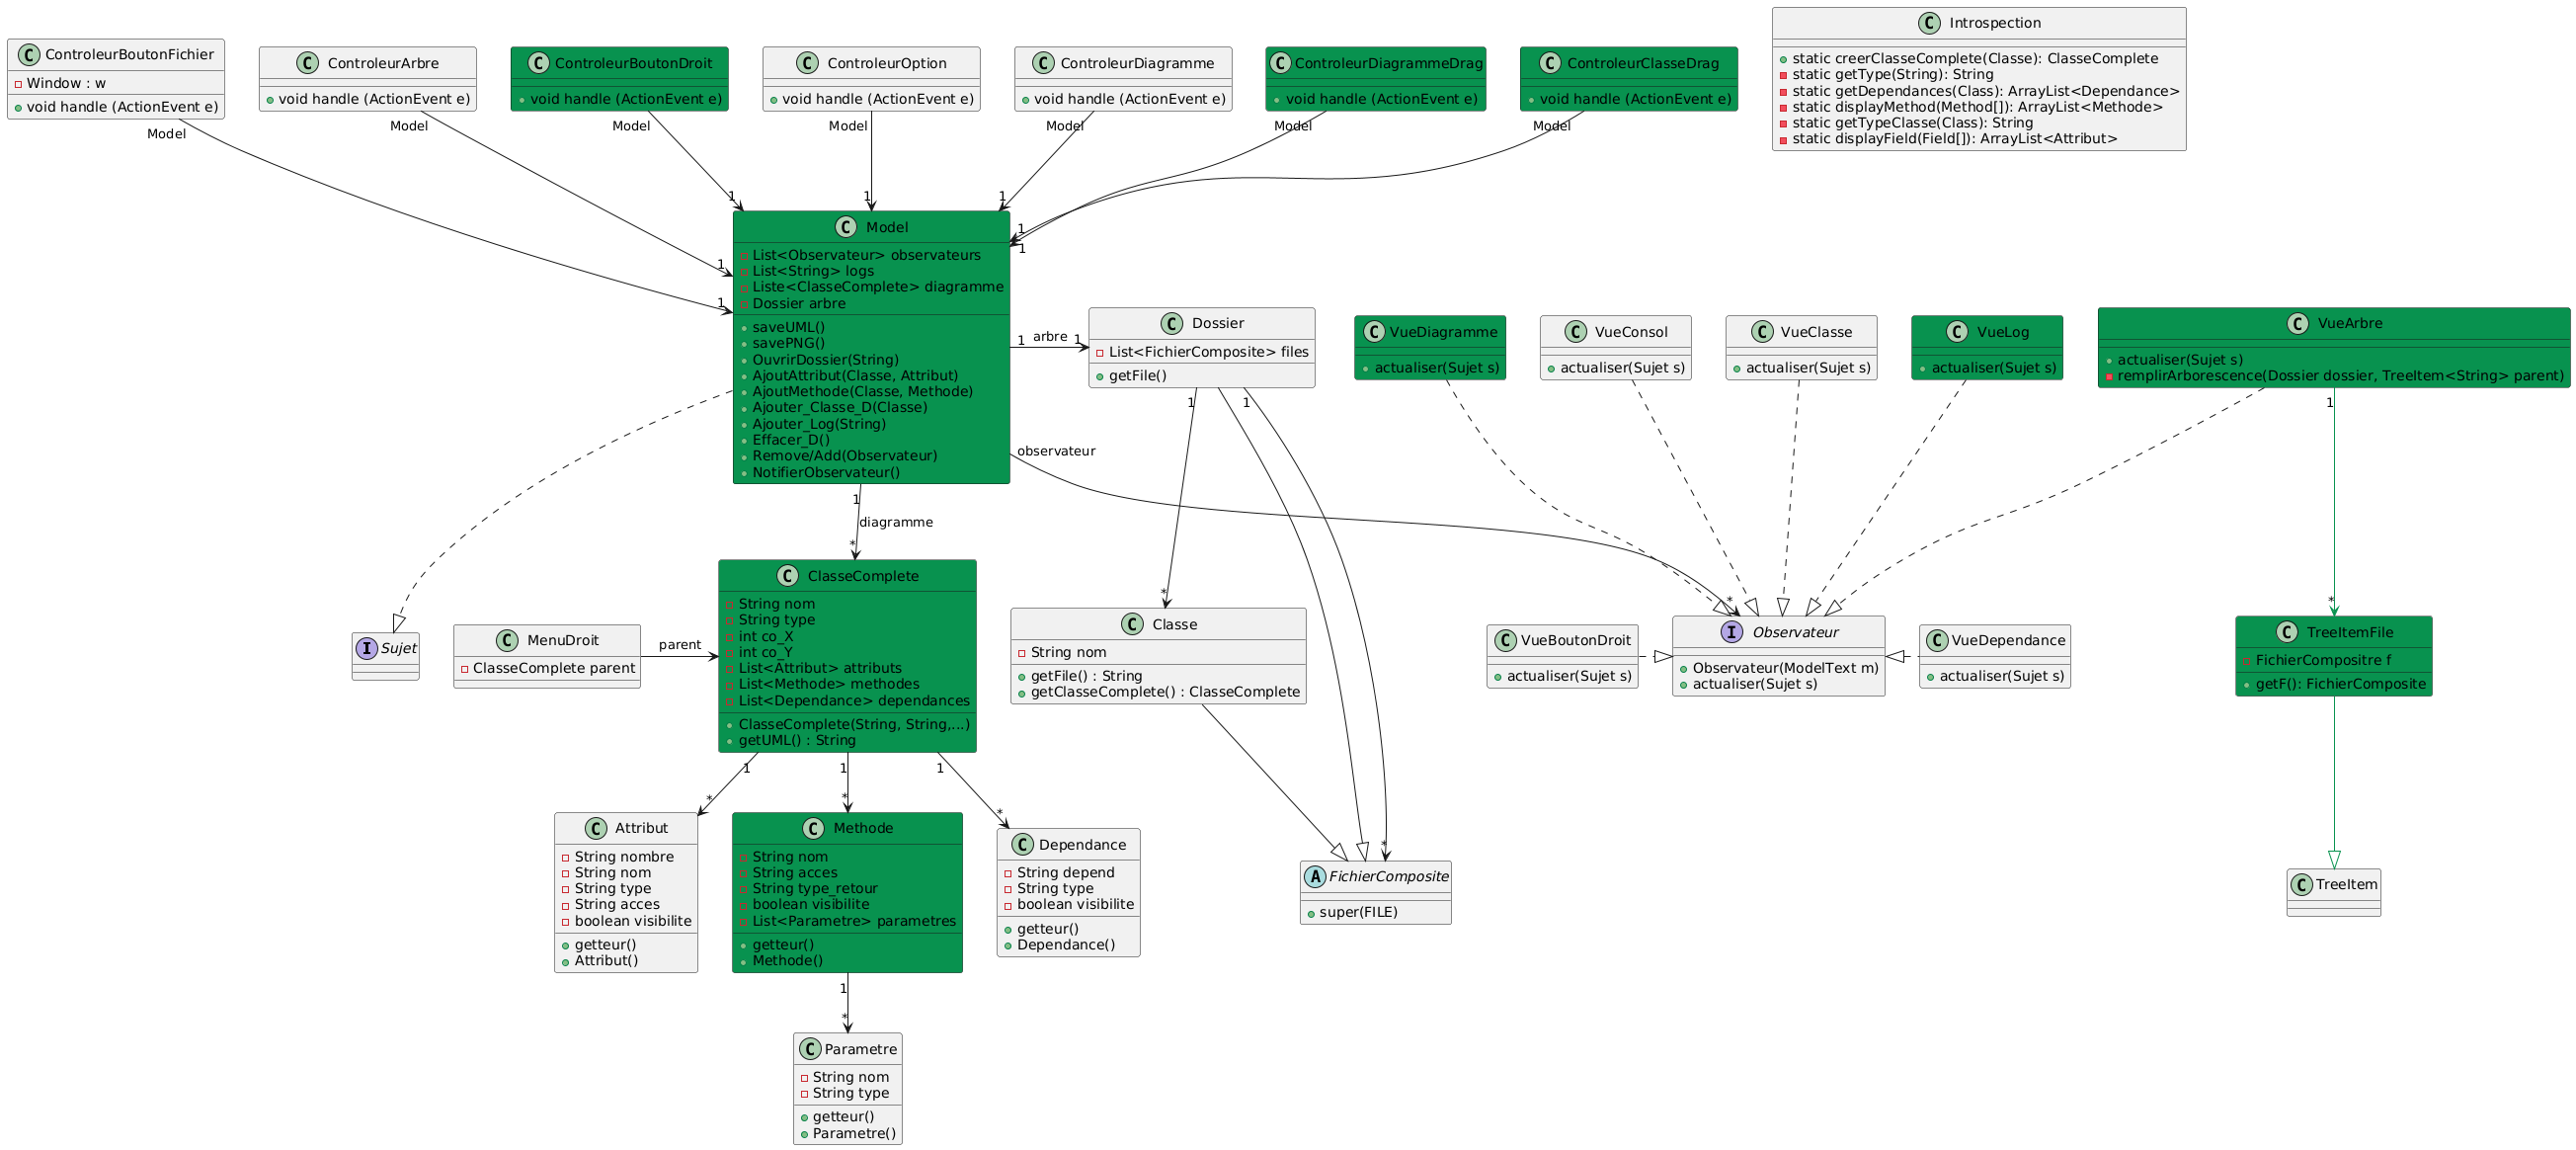 ControleurBoutonFichier
Window : w
void handle (ActionEvent e)
ControleurArbre
void handle (ActionEvent e)
ControleurBoutonDroit
void handle (ActionEvent e)
ControleurOption
void handle (ActionEvent e)
ControleurDiagramme
void handle (ActionEvent e)
ControleurDiagrammeDrag
void handle (ActionEvent e)
ControleurClasseDrag
void handle (ActionEvent e)
Introspection
static creerClasseComplete(Classe): ClasseComplete
static getType(String): String
static getDependances(Class): ArrayList<Dependance>
static displayMethod(Method[]): ArrayList<Methode>
static getTypeClasse(Class): String
static displayField(Field[]): ArrayList<Attribut>
Model
Model
Model
Model
Model
Model
Model
1
1
1
1
1
1
1
Model
List<Observateur> observateurs
List<String> logs
Liste<ClasseComplete> diagramme
Dossier arbre
saveUML()
savePNG()
OuvrirDossier(String)
AjoutAttribut(Classe, Attribut)
AjoutMethode(Classe, Methode)
Ajouter_Classe_D(Classe)
Ajouter_Log(String)
Effacer_D()
Remove/Add(Observateur)
NotifierObservateur()
1
arbre
1
Dossier
List<FichierComposite> files
getFile()
VueDiagramme
actualiser(Sujet s)
VueConsol
actualiser(Sujet s)
VueClasse
actualiser(Sujet s)
VueLog
actualiser(Sujet s)
VueArbre
actualiser(Sujet s)
remplirArborescence(Dossier dossier, TreeItem<String> parent)
1
1
1
observateur
1
diagramme
*
*
*
*
Sujet
MenuDroit
ClasseComplete parent
parent
ClasseComplete
String nom
String type
int co_X
int co_Y
List<Attribut> attributs
List<Methode> methodes
List<Dependance> dependances
ClasseComplete(String, String,...)
getUML() : String
Classe
String nom
getFile() : String
getClasseComplete() : ClasseComplete
VueBoutonDroit
actualiser(Sujet s)
Observateur
Observateur(ModelText m)
actualiser(Sujet s)
VueDependance
actualiser(Sujet s)
TreeItemFile
FichierCompositre f
getF(): FichierComposite
1
1
1
*
*
*
*
Attribut
String nombre
String nom
String type
String acces
boolean visibilite
getteur()
Attribut()
Methode
String nom
String acces
String type_retour
boolean visibilite
List<Parametre> parametres
getteur()
Methode()
Dependance
String depend
String type
boolean visibilite
getteur()
Dependance()
FichierComposite
super(FILE)
TreeItem
1
*
Parametre
String nom
String type
getteur()
Parametre()